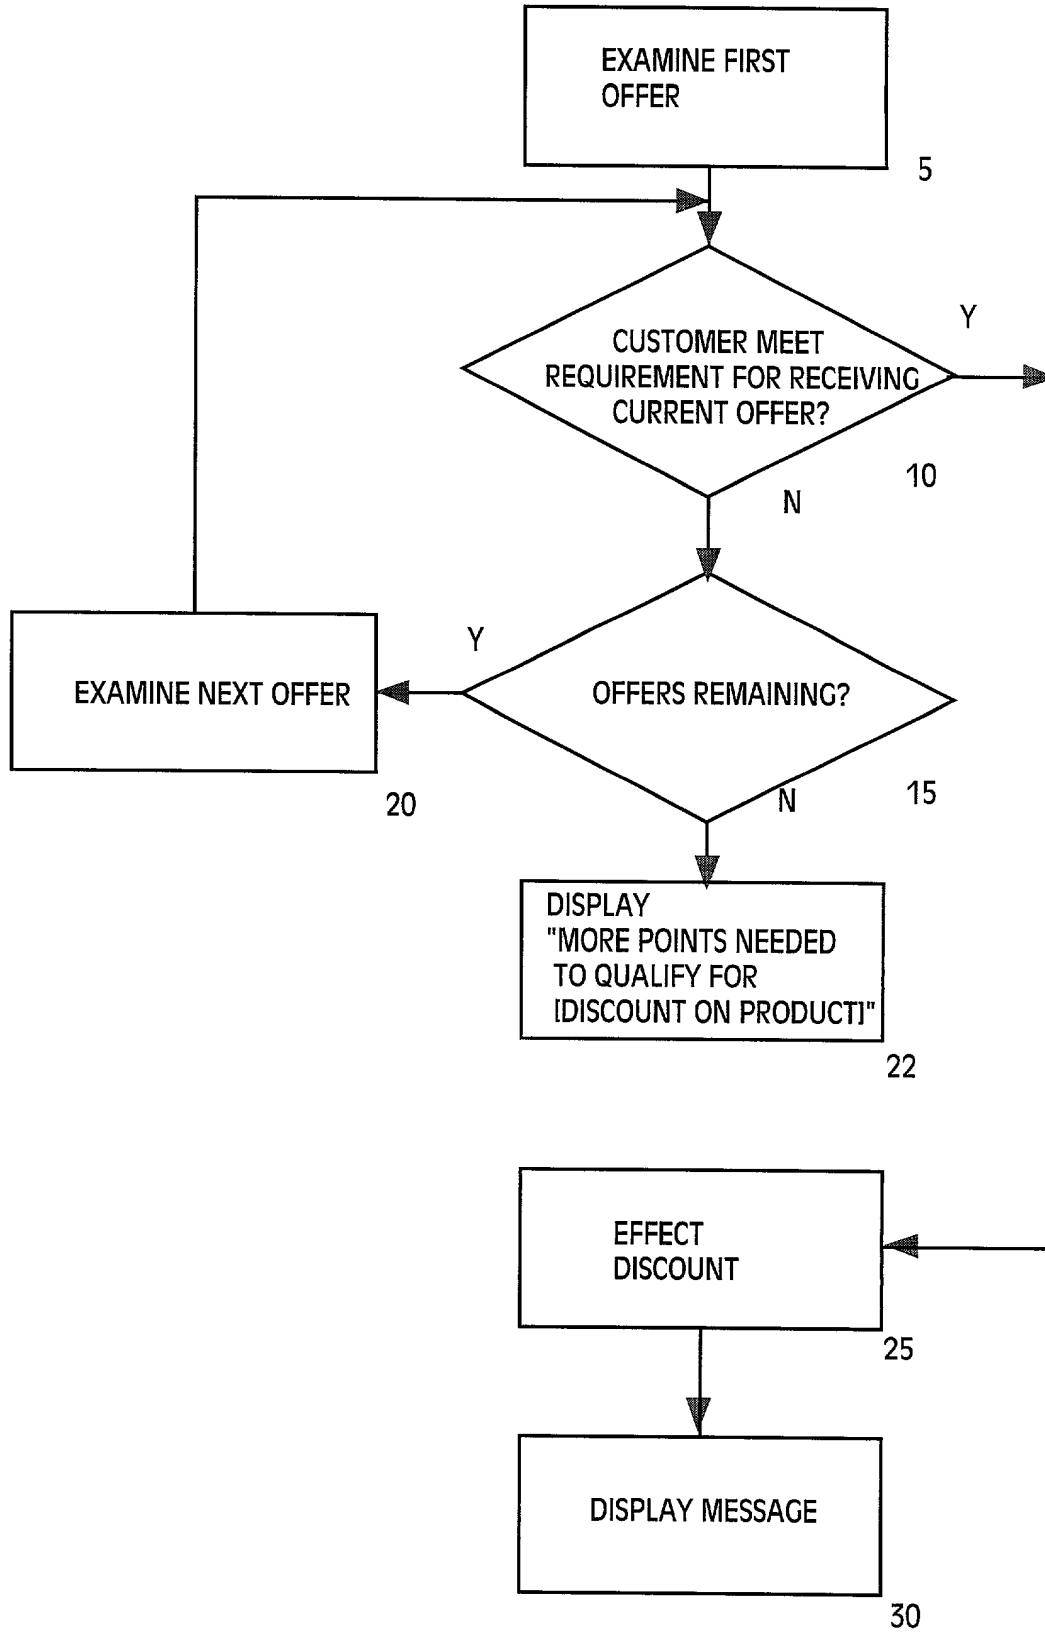 EXAMINE FIRST
OFFER
5
Y
CUSTOMER MEET
REQUIREMENT FOR RECEIVING
CURRENT OFFER?
10
N
Y
OFFERS REMAINING?
EXAMINE NEXT OFFER
15
N
20
DISPLAY
"MORE POINTS NEEDED
TO QUALIFY FOR
[DISCOUNT ON PRODUCT]"
22
EFFECT
DISCOUNT
25
DISPLAY MESSAGE
30